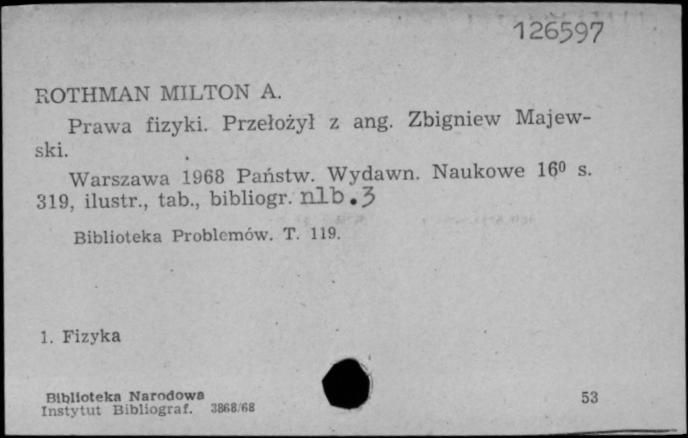 126597
ROTHMAN MILTON A.
Prawa fizyki. Przełożył z ang. Zbigniew Majew-
ski.
Warszawa 1968 Państw. Wydawn. Naukowe 16⁰ s.
319, ilustr., tab., bibliogr. nlb.3
Biblioteka Problemów. T. 119.
1. Fizyka
Biblioteka Narodowa
Instytut Bibliograf. 3868/68
53